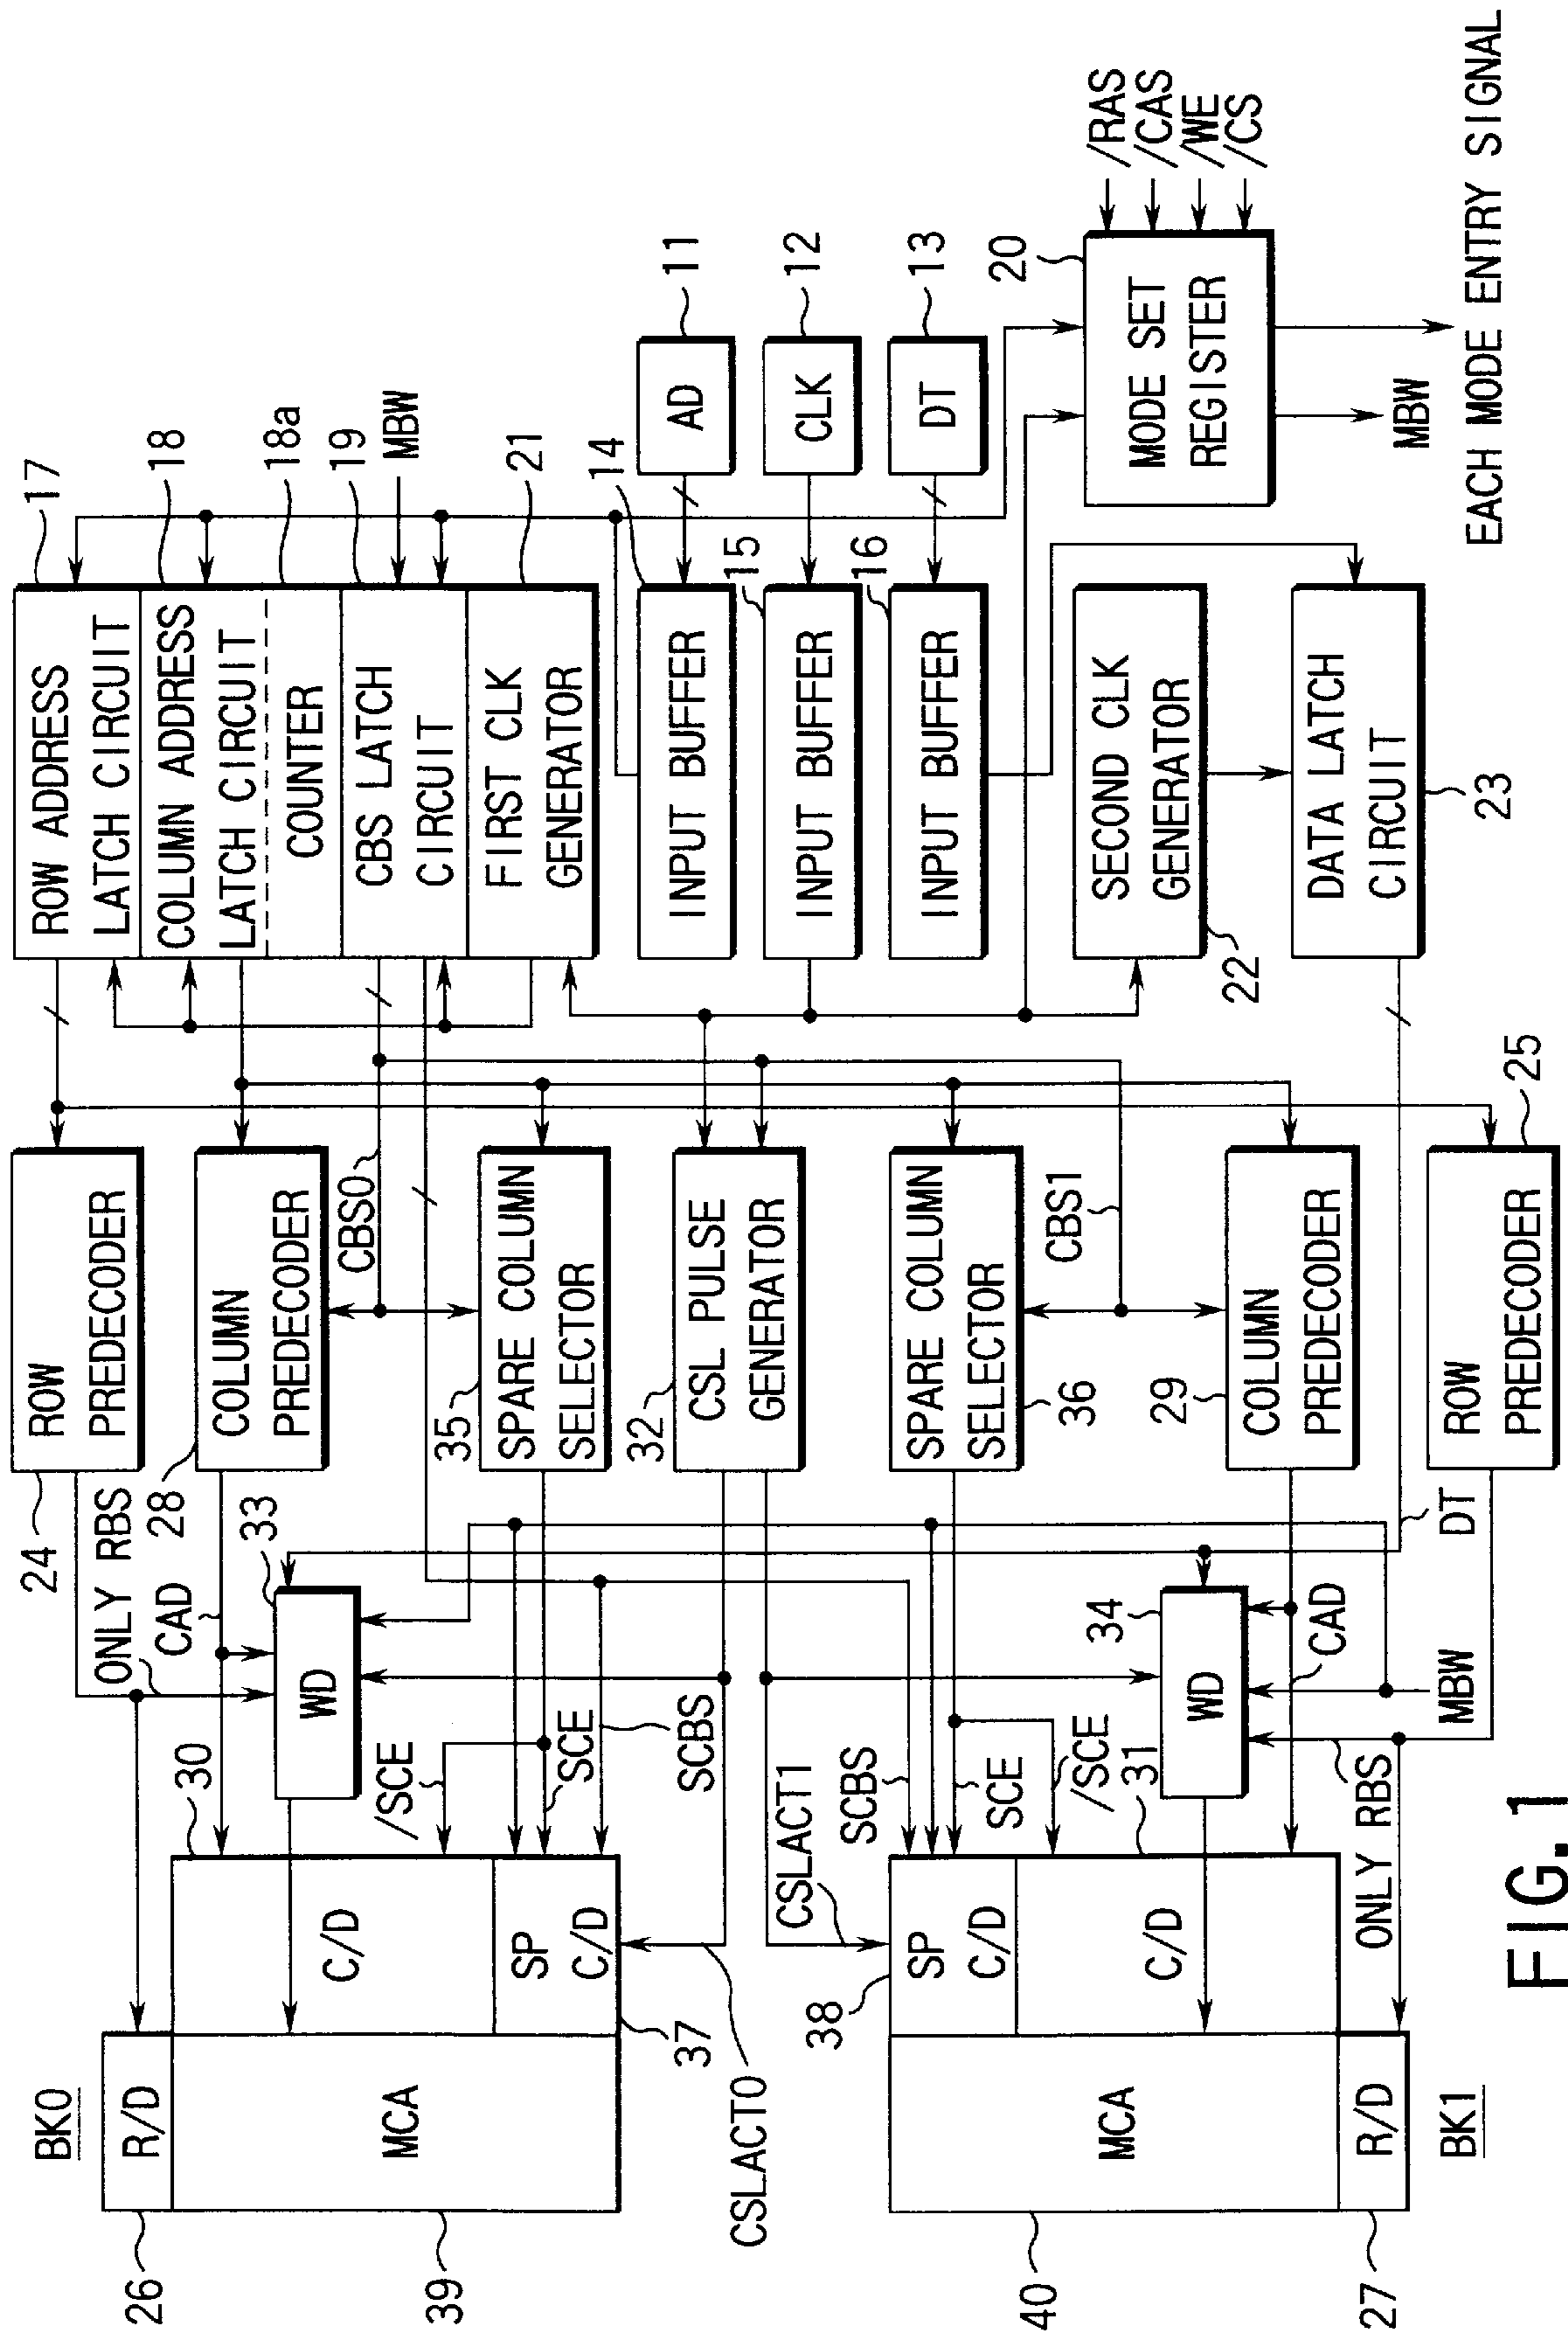 BK0
R/D
26
MCA
39
C/D
30
SP
C/D
37
CSLACT0
BK1
R/D
27
MCA
40
C/D
31
SP
C/D
38
CSLACT1
24
ROW
PREDECODER
ONLY RBS
28
COLUMN
PREDECODER
CAD
33
WD
/SCE
SCE
SCBS
35
SPARE COLUMN
SELECTOR
CBS0
32
CSL PULSE
GENERATOR
36
SPARE COLUMN
SELECTOR
CBS1
SCBS
SCE
/SCE
34
WD
29
COLUMN
PREDECODER
CAD
25
ROW
PREDECODER
ONLY RBS
MBW
DT
17
ROW ADDRESS
LATCH CIRCUIT
18
COLUMN ADDRESS
LATCH CIRCUIT
18a
COUNTER
19
CBS LATCH
CIRCUIT
MBW
21
FIRST CLK
GENERATOR
14
INPUT BUFFER
11
AD
15
INPUT BUFFER
12
CLK
16
INPUT BUFFER
13
DT
22
SECOND CLK
GENERATOR
23
DATA LATCH
CIRCUIT
20
MODE SET
REGISTER
/RAS
/CAS
/WE
/CS
MBW
EACH MODE ENTRY SIGNAL
FIG. 1